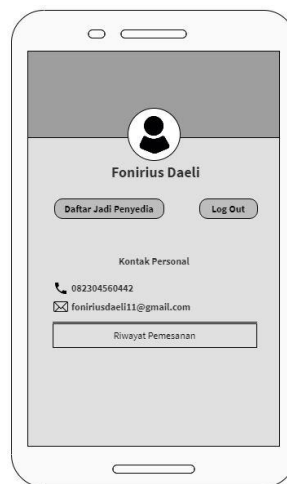 Fonirius Daeli
Daftar Jadi Penyedia
Log Out
Kontak Personal
082304560442
foniriusdaeli11@gmail.com
Riwayat Pemesanan